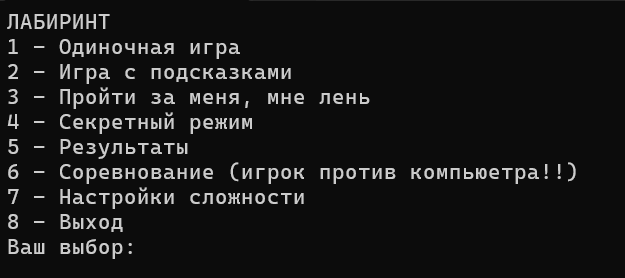 ЛАБИРИНТ
1 – Одиночная игра
2 – Игра с подсказками
3 – Пройти за меня, мне лень
4 – Секретный режим
5 – Результаты
6 – Соревнование (игрок против компьюетра!!)
7 – Настройки сложности
8 – Выход
Ваш выбор: